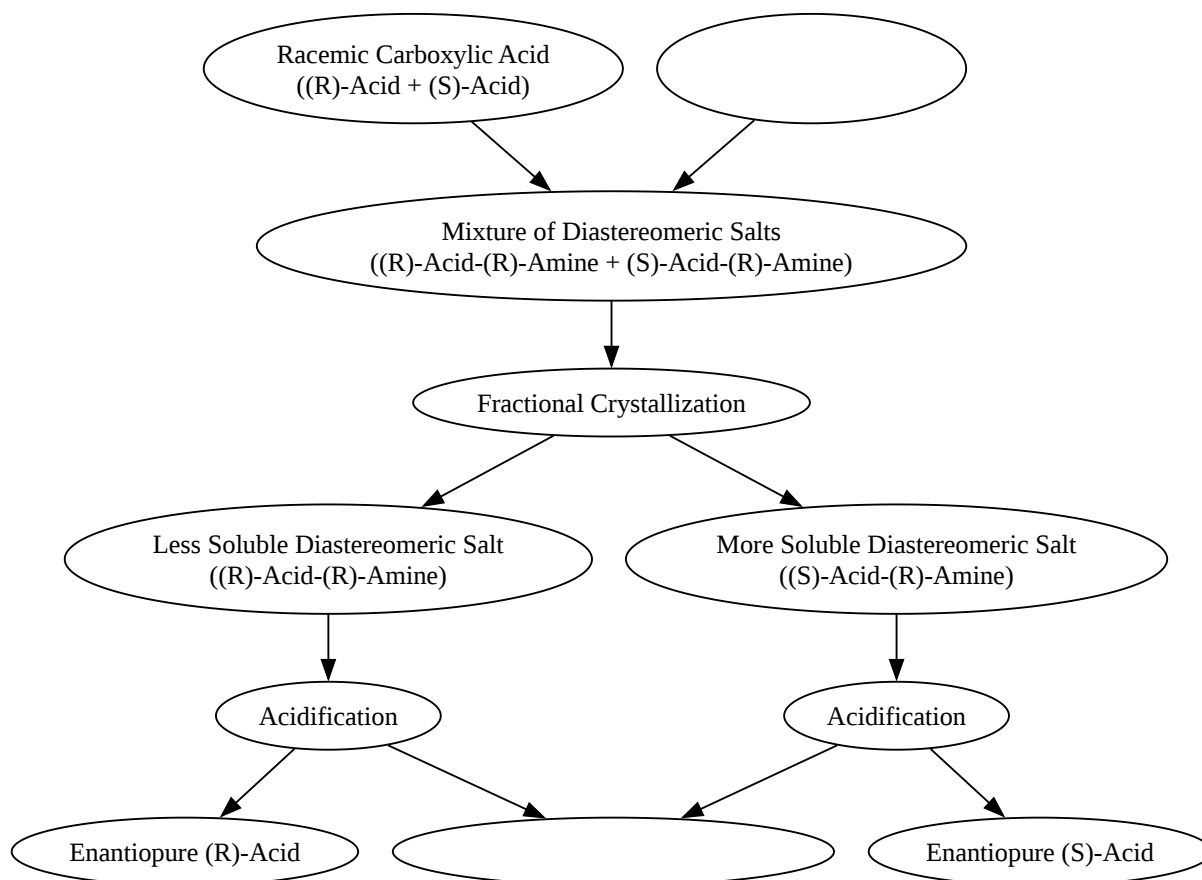 Racemic Carboxylic Acid
((R)-Acid + (S)-Acid)
Mixture of Diastereomeric Salts
((R)-Acid-(R)-Amine + (S)-Acid-(R)-Amine)
Fractional Crystallization
Less Soluble Diastereomeric Salt
((R)-Acid-(R)-Amine)
More Soluble Diastereomeric Salt
((S)-Acid-(R)-Amine)
Acidification
Acidification
Enantiopure (R)-Acid
Enantiopure (S)-Acid